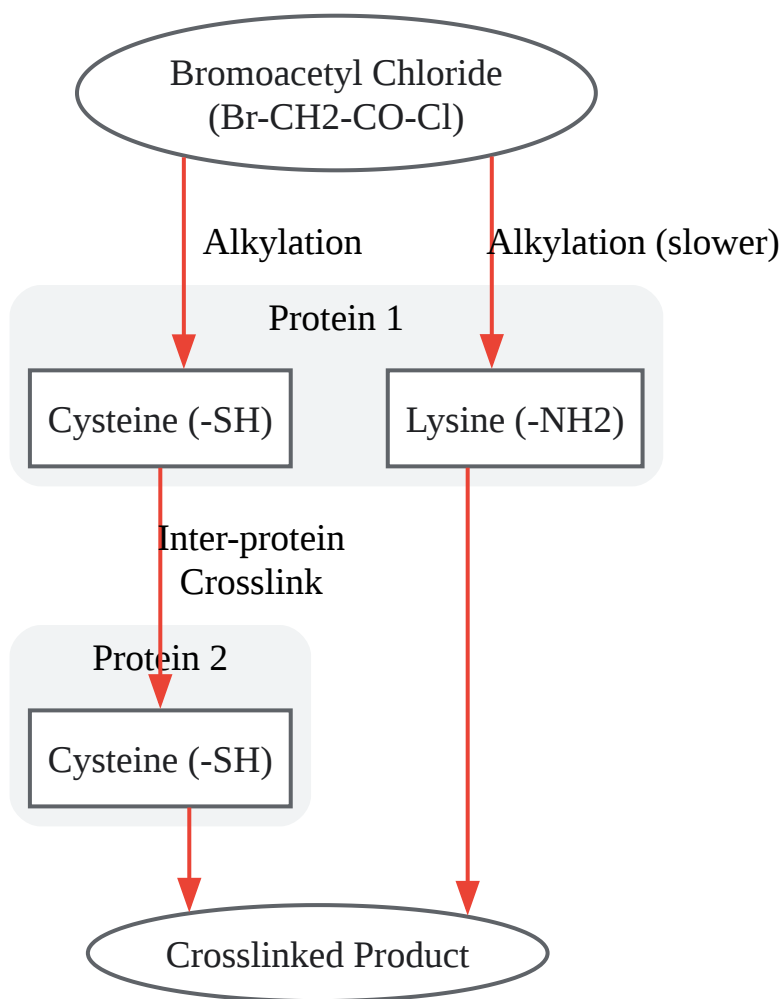 Bromoacetyl Chloride
(Br-CH2-CO-Cl)
Alkylation
Alkylation (slower)
Protein 1
Cysteine (-SH)
Lysine (-NH2)
Inter-protein
Crosslink
Protein 2
Cysteine (-SH)
Crosslinked Product